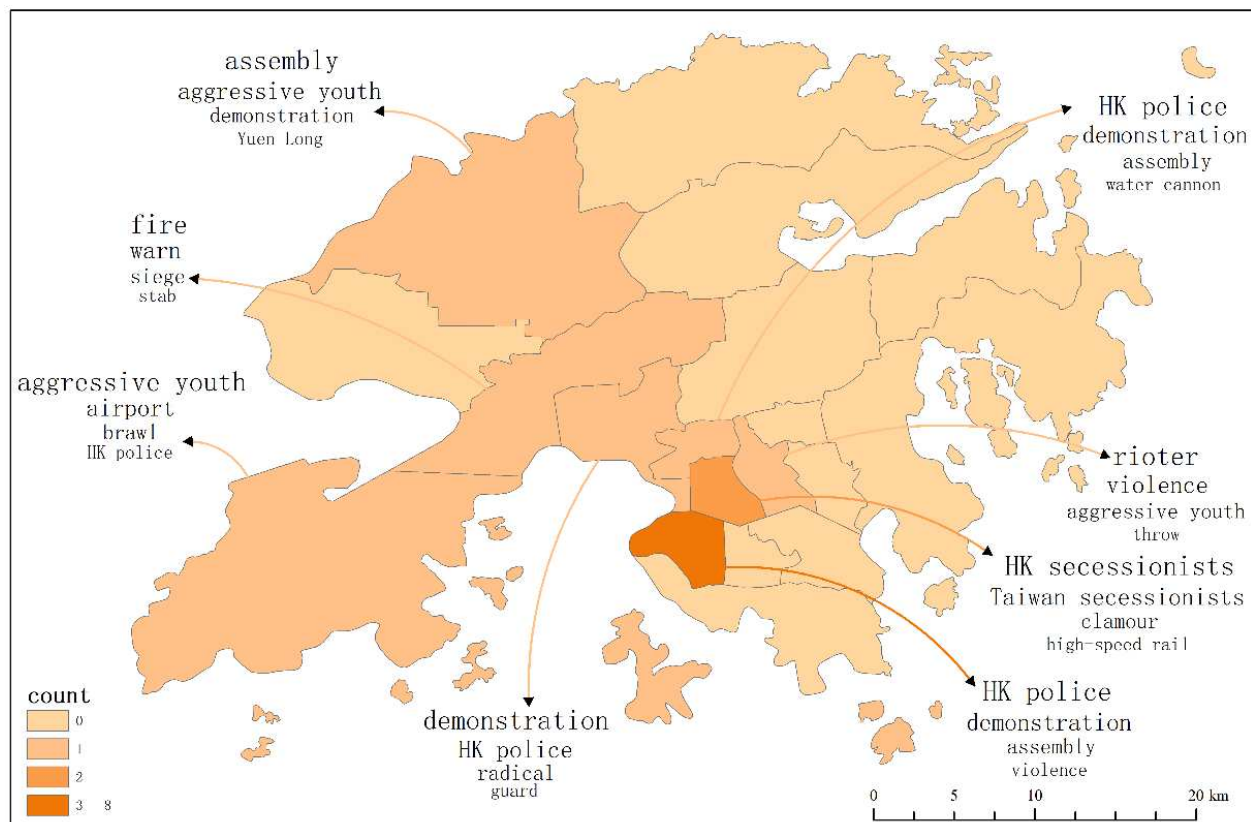 assembly
aggressive youth
demonstration
Yuen Long
HK police
demonstration
assembly
water cannon
fire
warn
siege
stab
aggressive youth
airport
brawl
HK police
rioter
violence
aggressive youth
throw
HK secessionists
Taiwan secessionists
clamour
high-speed rail
HK police
demonstration
assembly
violence
demonstration
HK police
radical
guard
count
0
1
2
3 8
0 5 10 20 km